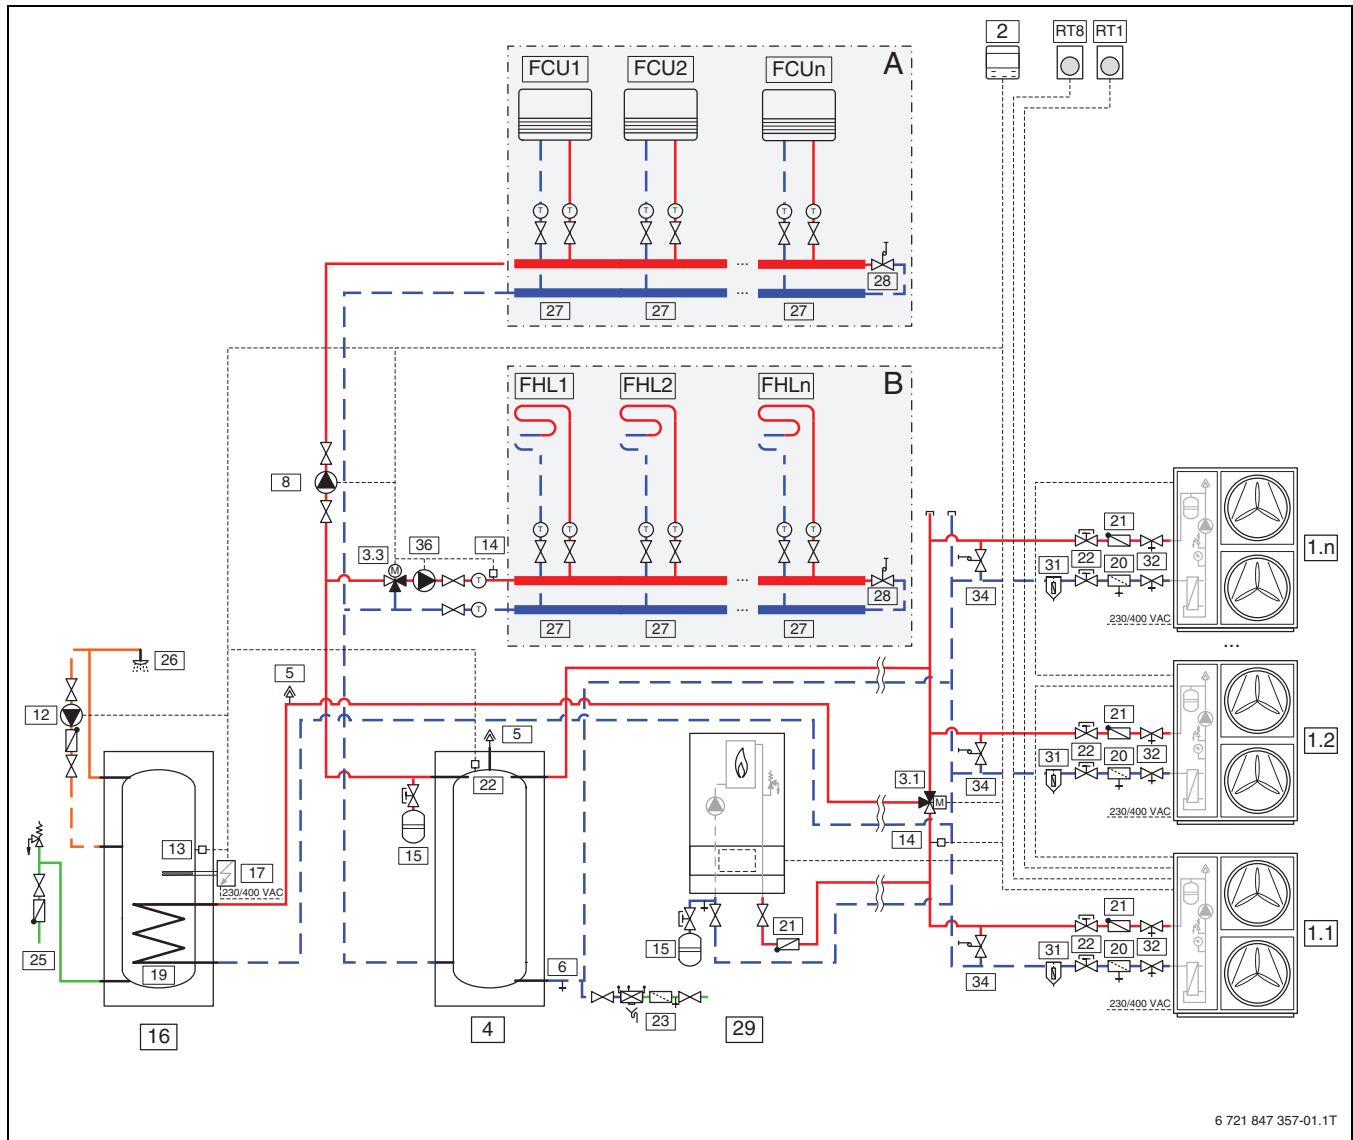 2 RT8 RT1
A
FCU1 FCU2 FCUn
T T T T T T
... 28
...
27 27 27
B
FHL1 FHL2 FHLn
8
T T T T T T
3.3 36 14
M T
... 28
T ...
27 27 27
21
22 20 32
31
34
230/400 VAC
1.n
...
26
5
12
5
22
15
21
22 20 32
31
34
230/400 VAC
1.2
3.1
M
14
13
17
230/400 VAC
25
19
15
21
6
23
21
22 20 32
31
34
230/400 VAC
1.1
16 4 29
6 721 847 357-01.1T